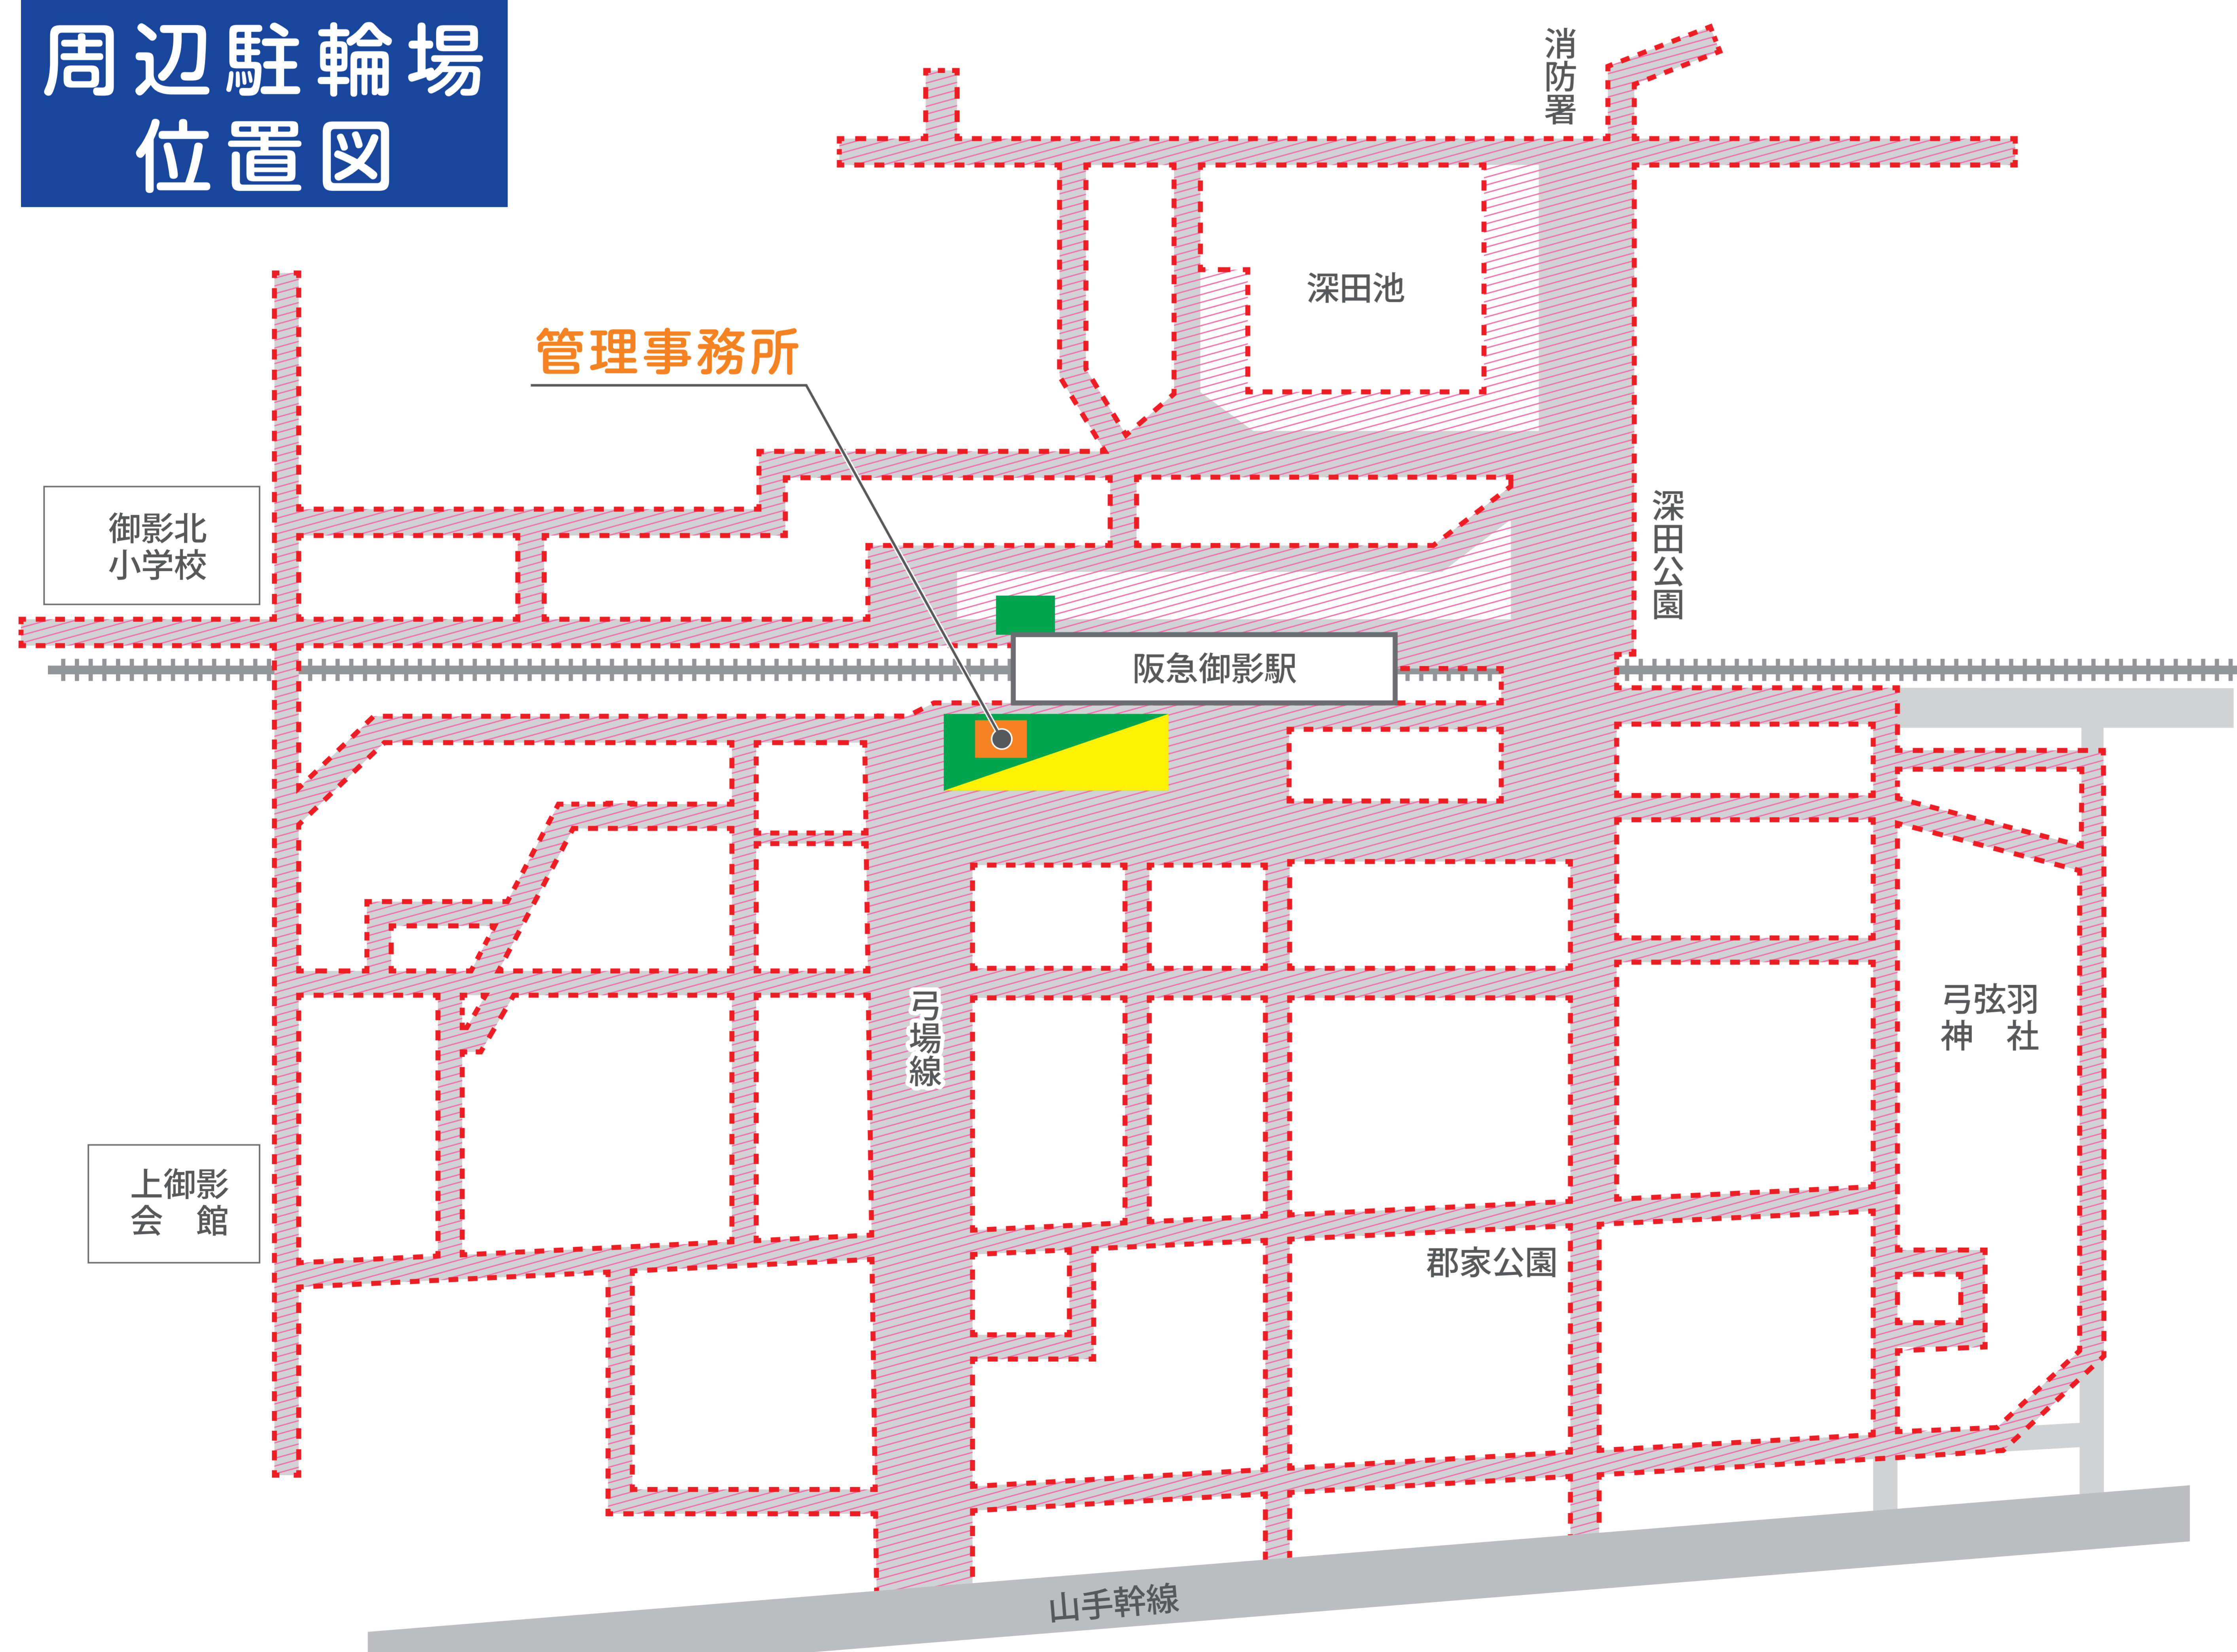 周辺駐輪場
位置図
消防署
深田池
管理事務所
深田公園
御影北
小学校
阪急御影駅
弓場線
弓弦羽
神　社
上御影
会　館
郡家公園
山手幹線